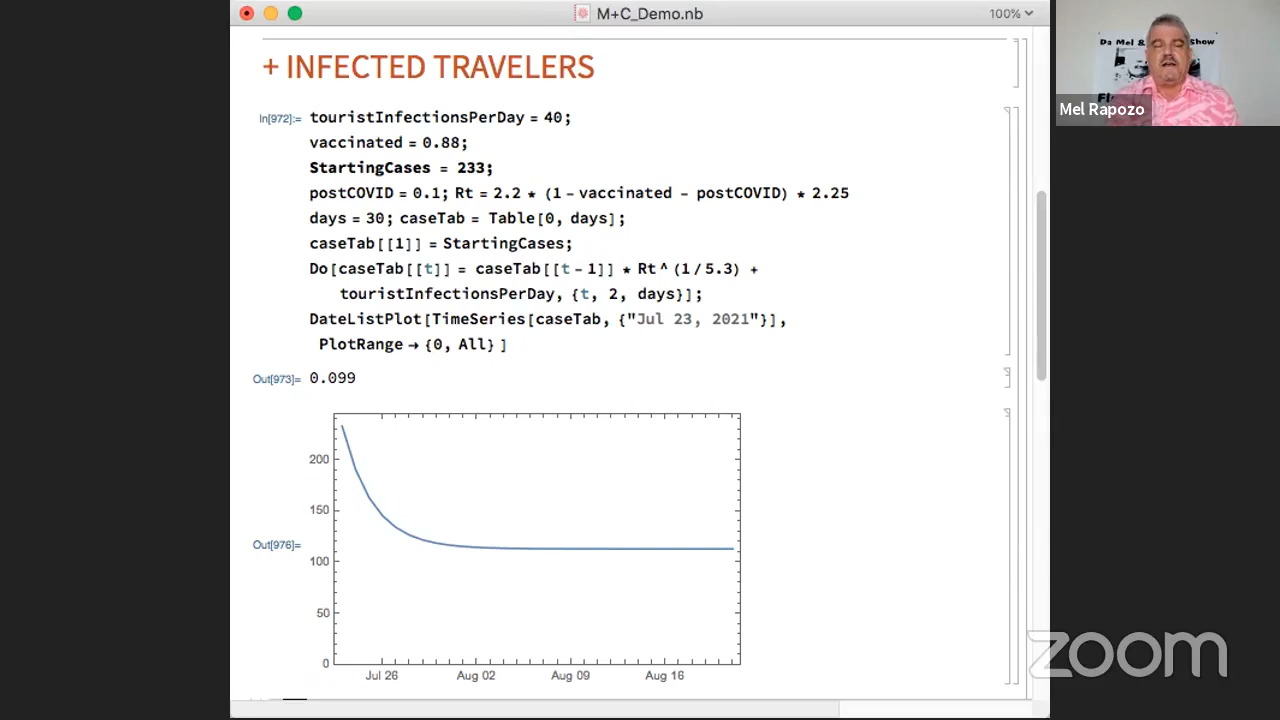 M+C_Demo.nb
100%
+ INFECTED TRAVELERS
In[972]:= touristInfectionsPerDay = 40;
vaccinated = 0.88;
StartingCases = 233;
postCOVID = 0.1; Rt = 2.2 * (1 - vaccinated - postCOVID) * 2.25
days = 30; caseTab = Table[0, days];
caseTab[[1]] = StartingCases;
Do[caseTab[[t]] = caseTab[[t - 1]] * Rt^(1/5.3) +
touristInfectionsPerDay, {t, 2, days}];
DateListPlot[TimeSeries[caseTab, {"Jul 23, 2021"}],
PlotRange → {0, All} ]
Out[973]= 0.099
Out[976]=
200
150
100
50
0
Jul 26 Aug 02 Aug 09 Aug 16
Da Mel & Show
Mel Rapozo
zoom